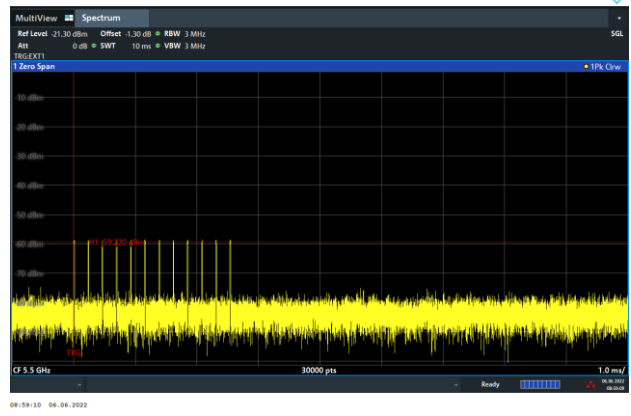 MultiView Spectrum
Ref Level -21.30 dBm Offset -1.30 dB RBW 3 MHz SGL
Att 0 dB SWT 10 ms VBW 3 MHz
TRG:EXT1
1 Zero Span 1Pk Clrw
-10 dBm
-20 dBm
-30 dBm
-40 dBm
-50 dBm
-60 dBm
-70 dBm
TRG
CF 5.5 GHz 30000 pts 1.0 ms/
Ready 06.06.2022
08:59:10 06.06.2022